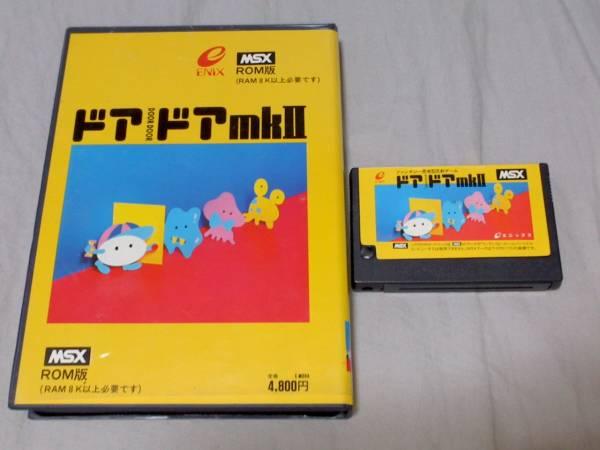 ENIX
MSX
ROM版
(RAM 8K以上必要です)
ドアドアmkII
DOOR DOOR
MSX
ROM版
(RAM 8K以上必要です)
定価
4,800円
ドアドアmkII
MSX
エニックス
MSX